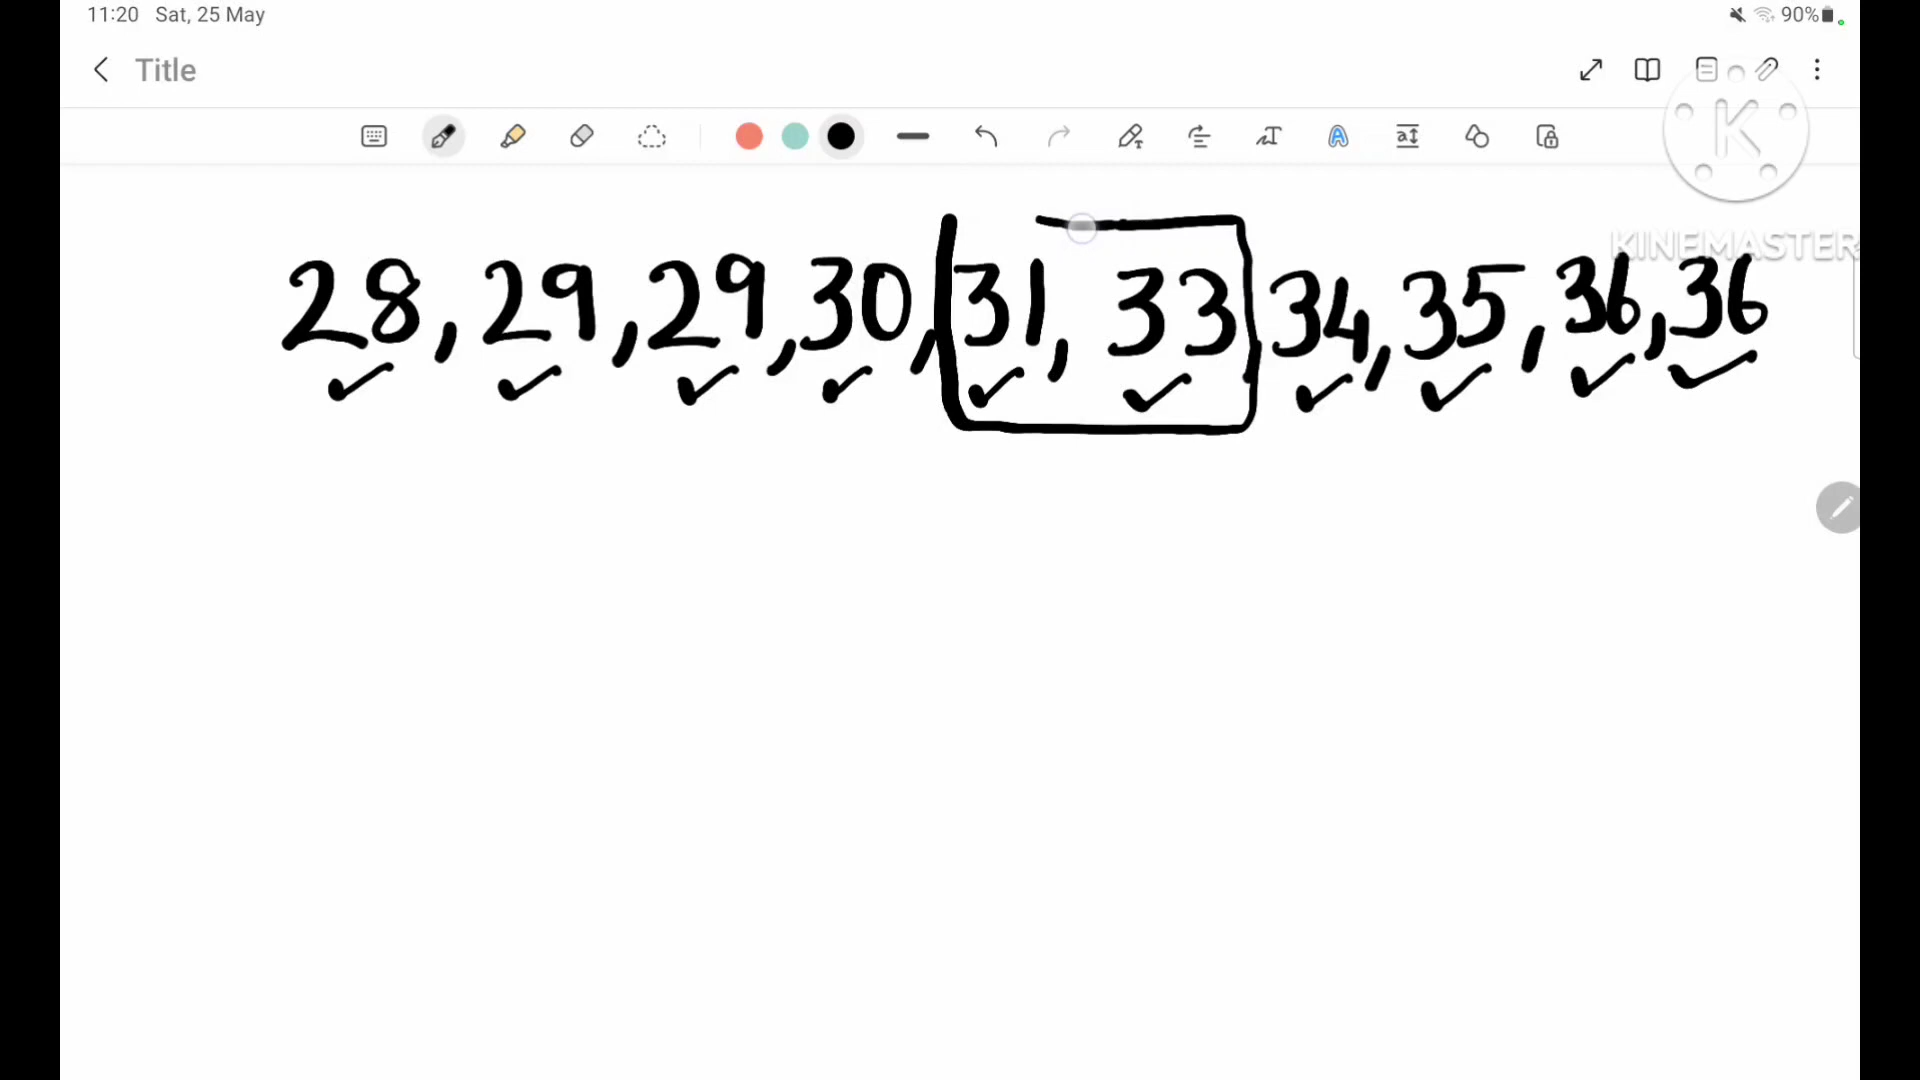 11:20 Sat, 25 May 90%
Title
KINEMASTER
28, 29, 29, 30, 31, 33, 34, 35, 36, 36